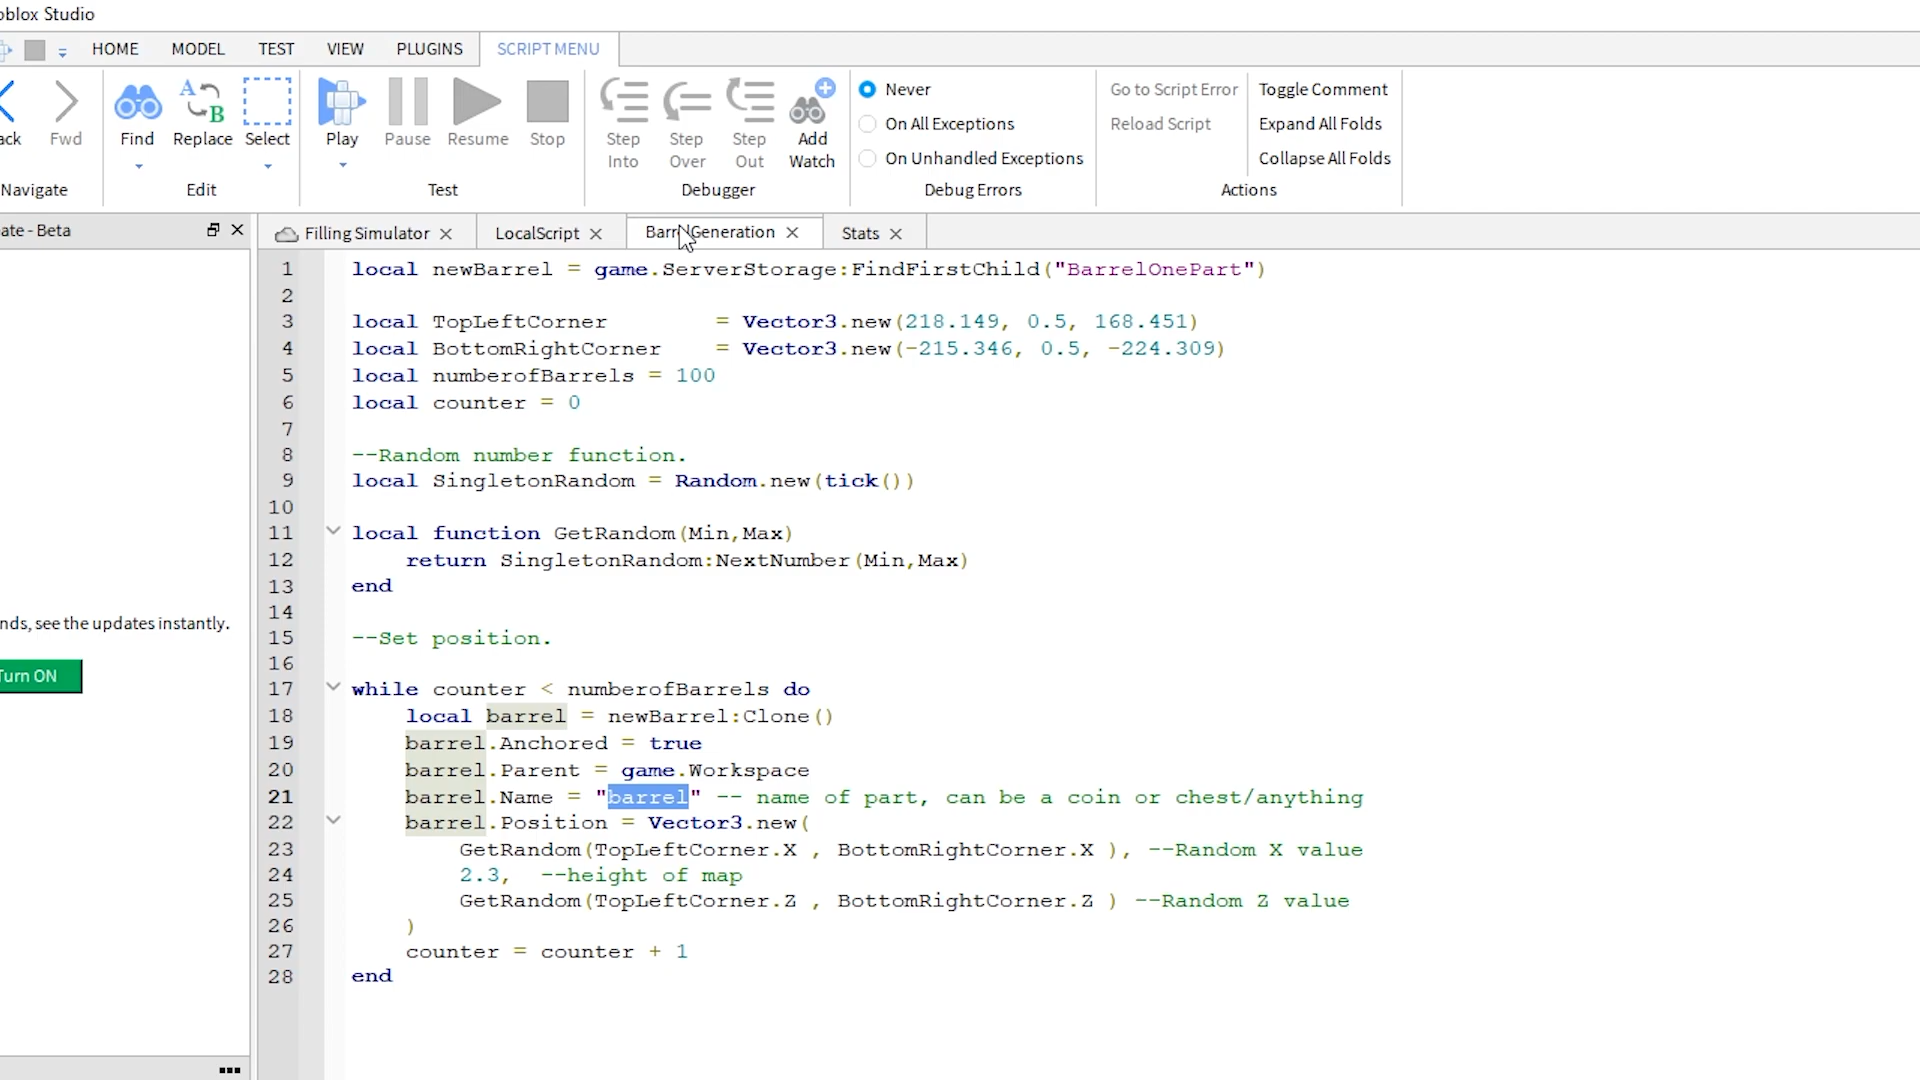 oblox Studio
HOME MODEL TEST VIEW PLUGINS SCRIPT MENU
ack Fwd Find Replace Select Play Pause Resume Stop Step Into Step Over Step Out Add Watch
Never
On All Exceptions
On Unhandled Exceptions
Go to Script Error
Reload Script
Toggle Comment
Expand All Folds
Collapse All Folds
Navigate Edit Test Debugger Debug Errors Actions
ate - Beta
Filling Simulator LocalScript BarrelGeneration Stats
nds, see the updates instantly.
Turn ON
1 local newBarrel = game.ServerStorage:FindFirstChild("BarrelOnePart")
2
3 local TopLeftCorner = Vector3.new(218.149, 0.5, 168.451)
4 local BottomRightCorner = Vector3.new(-215.346, 0.5, -224.309)
5 local numberofBarrels = 100
6 local counter = 0
7
8 --Random number function.
9 local SingletonRandom = Random.new(tick())
10
11 local function GetRandom(Min,Max)
12 return SingletonRandom:NextNumber(Min,Max)
13 end
14
15 --Set position.
16
17 while counter < numberofBarrels do
18 local barrel = newBarrel:Clone()
19 barrel.Anchored = true
20 barrel.Parent = game.Workspace
21 barrel.Name = "barrel" -- name of part, can be a coin or chest/anything
22 barrel.Position = Vector3.new(
23 GetRandom(TopLeftCorner.X , BottomRightCorner.X ), --Random X value
24 2.3, --height of map
25 GetRandom(TopLeftCorner.Z , BottomRightCorner.Z ) --Random Z value
26 )
27 counter = counter + 1
28 end